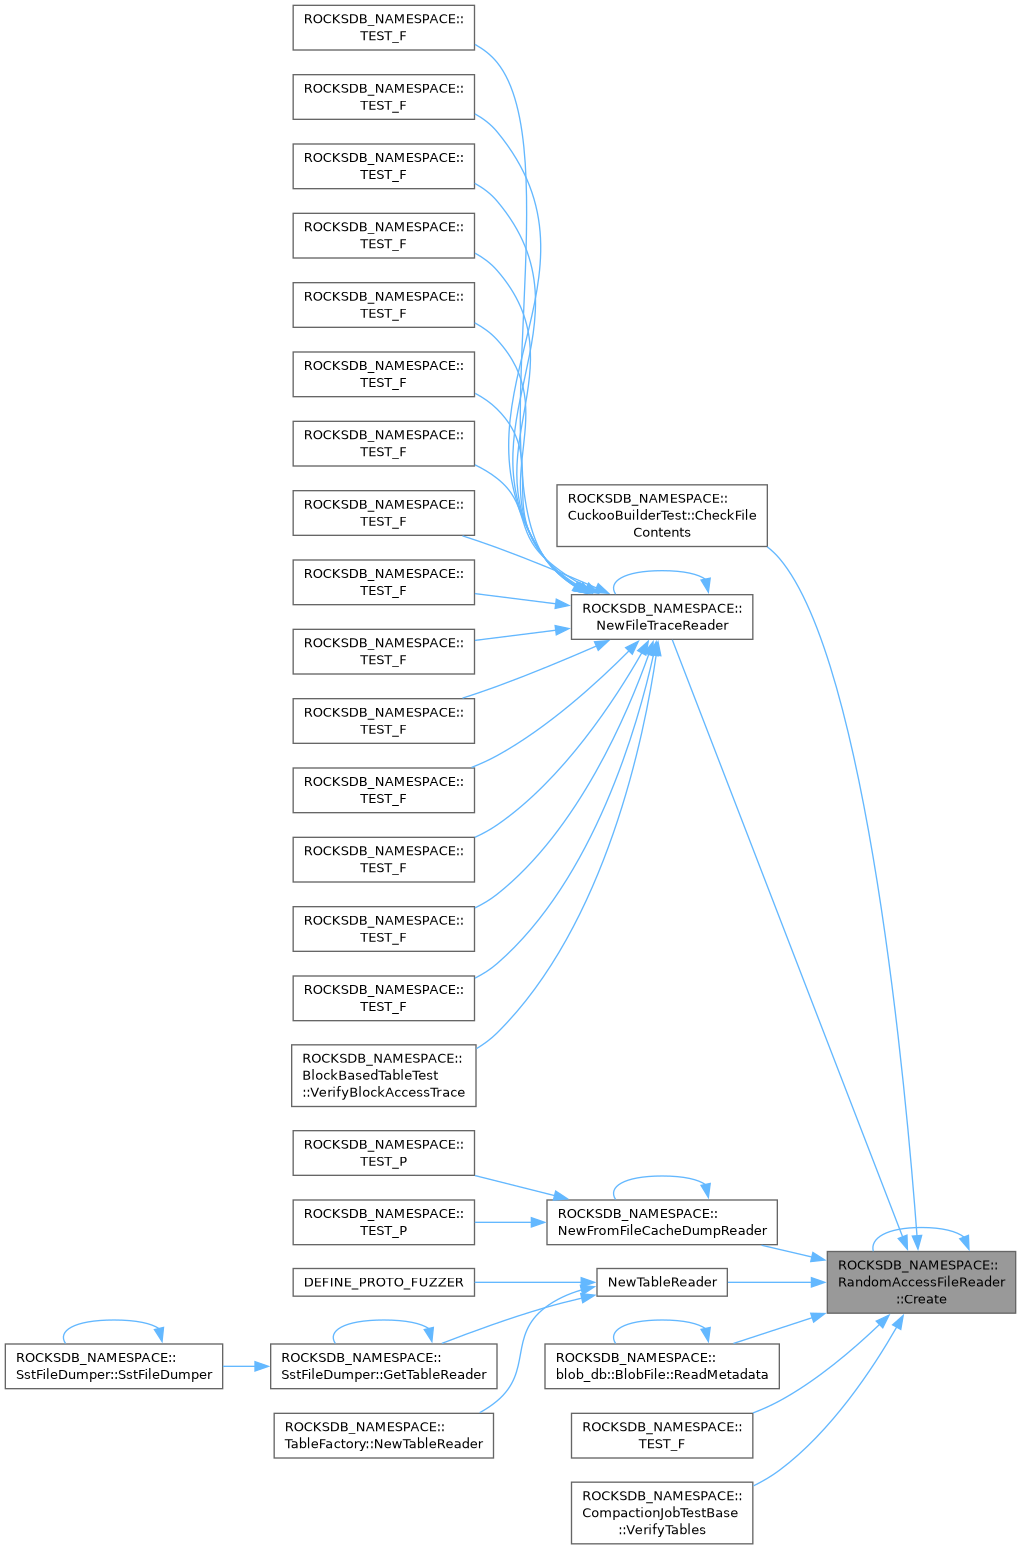 ROCKSDB_NAMESPACE::
TEST_F
ROCKSDB_NAMESPACE::
TEST_F
ROCKSDB_NAMESPACE::
TEST_F
ROCKSDB_NAMESPACE::
TEST_F
ROCKSDB_NAMESPACE::
TEST_F
ROCKSDB_NAMESPACE::
TEST_F
ROCKSDB_NAMESPACE::
TEST_F
ROCKSDB_NAMESPACE::
TEST_F
ROCKSDB_NAMESPACE::
TEST_F
ROCKSDB_NAMESPACE::
TEST_F
ROCKSDB_NAMESPACE::
TEST_F
ROCKSDB_NAMESPACE::
TEST_F
ROCKSDB_NAMESPACE::
TEST_F
ROCKSDB_NAMESPACE::
TEST_F
ROCKSDB_NAMESPACE::
TEST_F
ROCKSDB_NAMESPACE::
BlockBasedTableTest
::VerifyBlockAccessTrace
ROCKSDB_NAMESPACE::
CuckooBuilderTest::CheckFile
Contents
ROCKSDB_NAMESPACE::
NewFileTraceReader
ROCKSDB_NAMESPACE::
TEST_P
ROCKSDB_NAMESPACE::
TEST_P
ROCKSDB_NAMESPACE::
NewFromFileCacheDumpReader
ROCKSDB_NAMESPACE::
RandomAccessFileReader
::Create
DEFINE_PROTO_FUZZER
NewTableReader
ROCKSDB_NAMESPACE::
SstFileDumper::SstFileDumper
ROCKSDB_NAMESPACE::
SstFileDumper::GetTableReader
ROCKSDB_NAMESPACE::
blob_db::BlobFile::ReadMetadata
ROCKSDB_NAMESPACE::
TableFactory::NewTableReader
ROCKSDB_NAMESPACE::
TEST_F
ROCKSDB_NAMESPACE::
CompactionJobTestBase
::VerifyTables